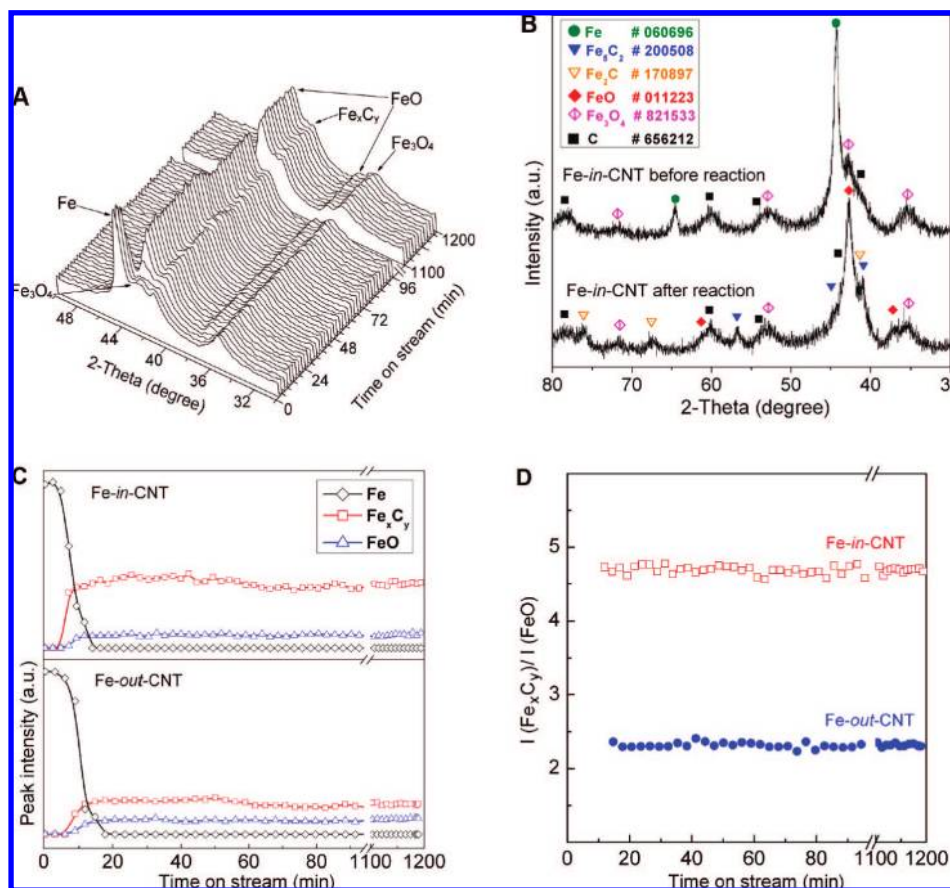 A
FeO
FexCy
Fe3O4
Fe
Fe3O4
48
44
40
36
32
2-Theta (degree)
0
24
48
72
96
1100
1200
Time on stream (min)
B
Fe # 060696
Fe5C2 # 200508
Fe2C # 170897
FeO # 011223
Fe3O4 # 821533
C # 656212
Fe-in-CNT before reaction
Fe-in-CNT after reaction
Intensity (a.u.)
80 70 60 50 40 30
2-Theta (degree)
C
Fe-in-CNT
Fe
FexCy
FeO
Fe-out-CNT
Peak intensity (a.u.)
0 20 40 60 80 1100 1200
Time on stream (min)
D
Fe-in-CNT
Fe-out-CNT
I (FexCy)/ I (FeO)
5
4
3
2
0 20 40 60 80 1100 1200
Time on stream (min)